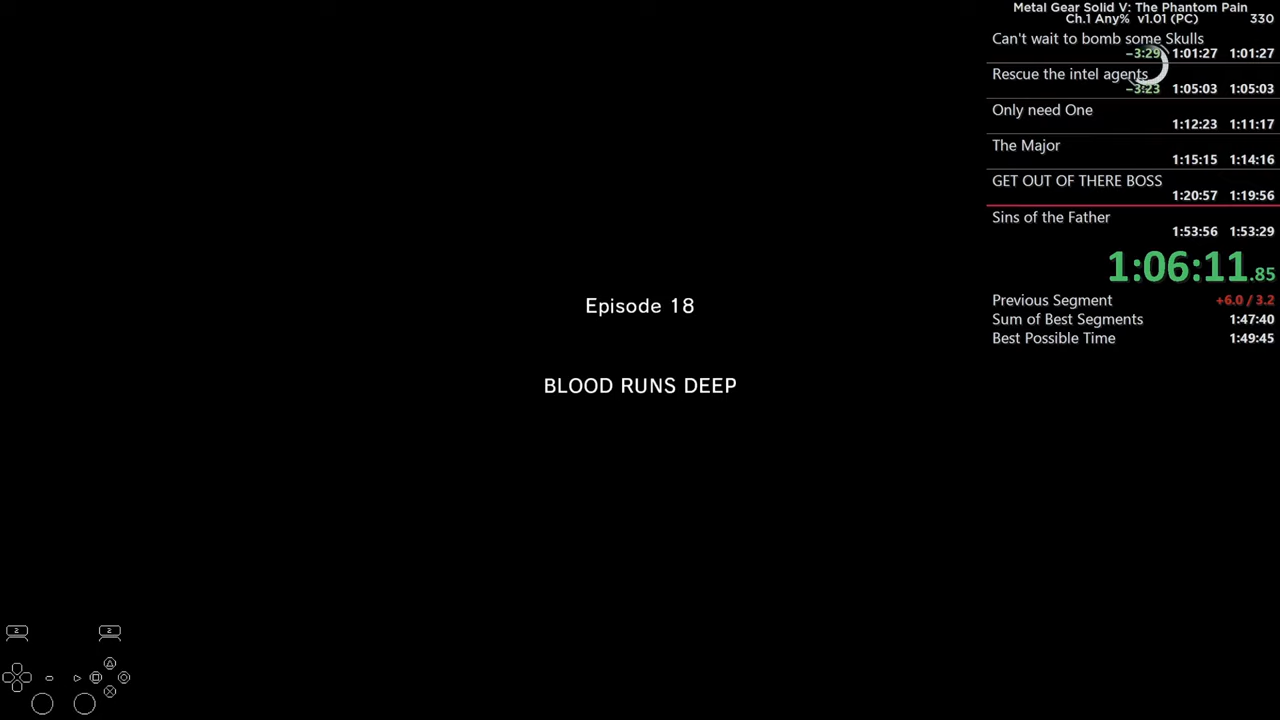 Metal Gear Solid V: The Phantom Pain
Ch.1 Any% v1.01 (PC) 330
Can't wait to bomb some Skulls
−3:29 1:01:27 1:01:27
Rescue the intel agents
−3:23 1:05:03 1:05:03
Only need One
1:12:23 1:11:17
The Major
1:15:15 1:14:16
GET OUT OF THERE BOSS
1:20:57 1:19:56
Sins of the Father
1:53:56 1:53:29
1:06:11.85
Previous Segment +6.0 / 3.2
Sum of Best Segments 1:47:40
Best Possible Time 1:49:45
Episode 18
BLOOD RUNS DEEP
2 2